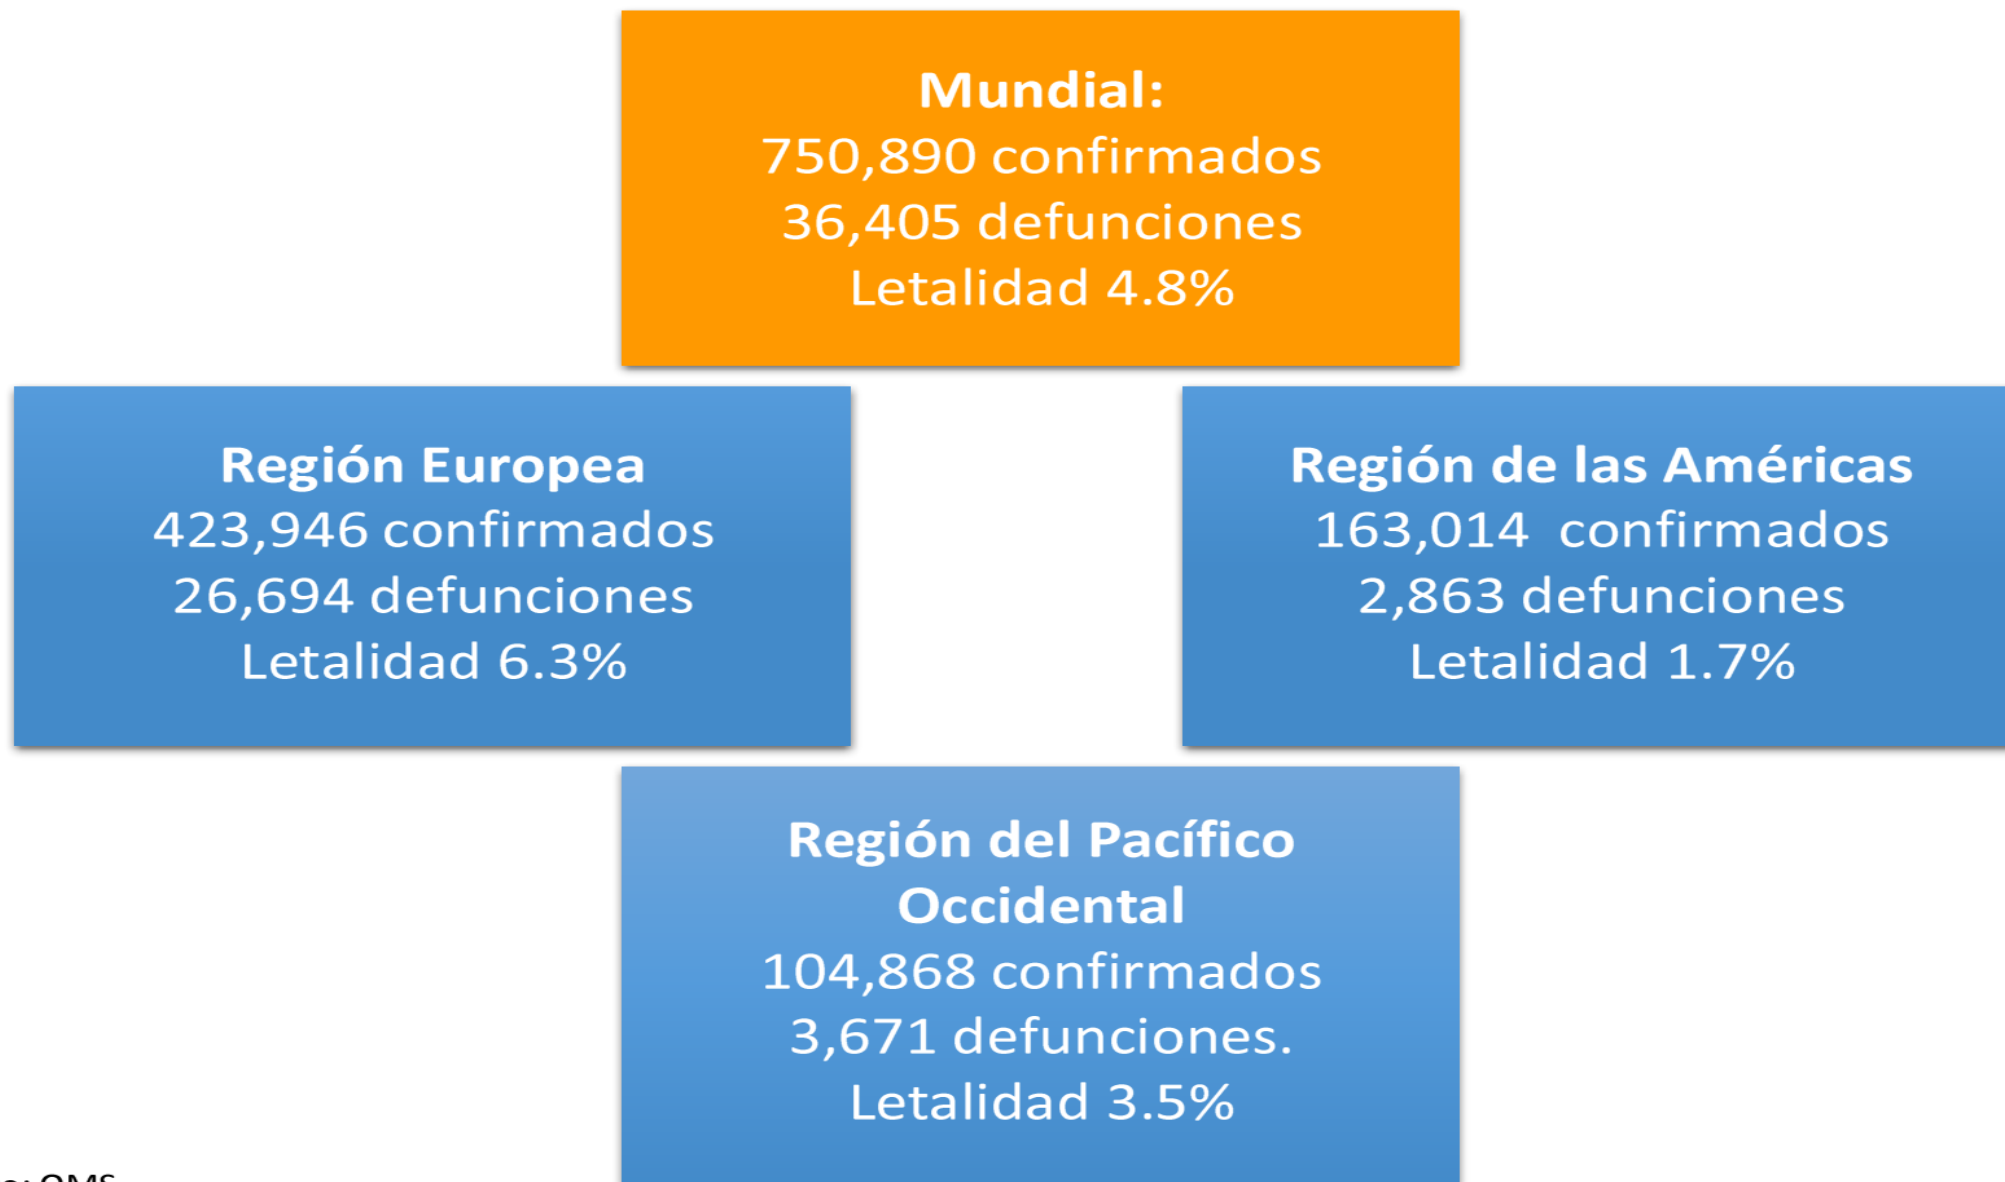 Mundial:
750,890 confirmados
36,405 defunciones
Letalidad 4.8%
Región Europea
423,946 confirmados
26,694 defunciones
Letalidad 6.3%
Región de las Américas
163,014 confirmados
2,863 defunciones
Letalidad 1.7%
Región del Pacífico
Occidental
104,868 confirmados
3,671 defunciones.
Letalidad 3.5%
OMS